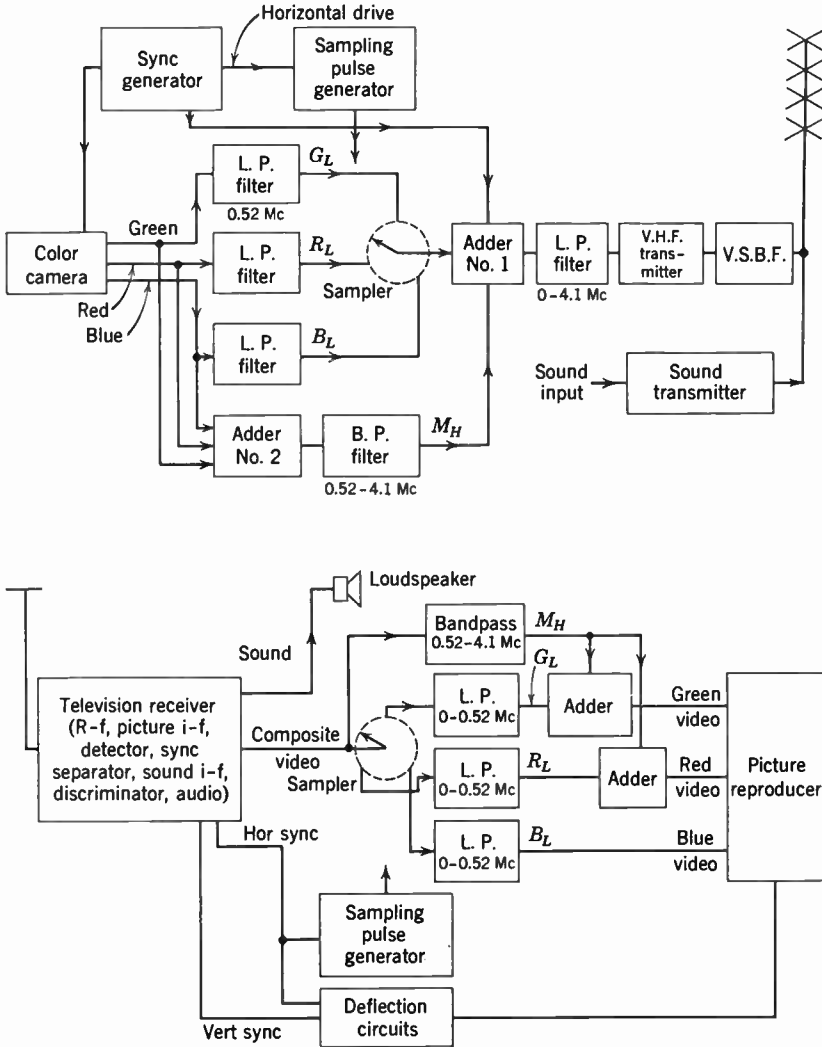 Horizontal drive
Sync
generator
Sampling
pulse
generator
L. P.
filter
0.52 Mc
G_L
Green
Color
camera
Red
Blue
L. P.
filter
R_L
Sampler
L. P.
filter
B_L
Adder
No. 1
L. P.
filter
0-4.1 Mc
V.H.F.
trans-
mitter
V.S.B.F.
Sound
input
Sound
transmitter
Adder
No. 2
B. P.
filter
0.52-4.1 Mc
M_H
Loudspeaker
Sound
Television receiver
(R-f, picture i-f,
detector, sync
separator, sound i-f,
discriminator, audio)
Composite
video
Sampler
Bandpass
0.52-4.1 Mc
M_H
G_L
L. P.
0-0.52 Mc
Adder
Green
video
L. P.
0-0.52 Mc
R_L
Adder
Red
video
Picture
reproducer
L. P.
0-0.52 Mc
B_L
Blue
video
Hor sync
Sampling
pulse
generator
Vert sync
Deflection
circuits